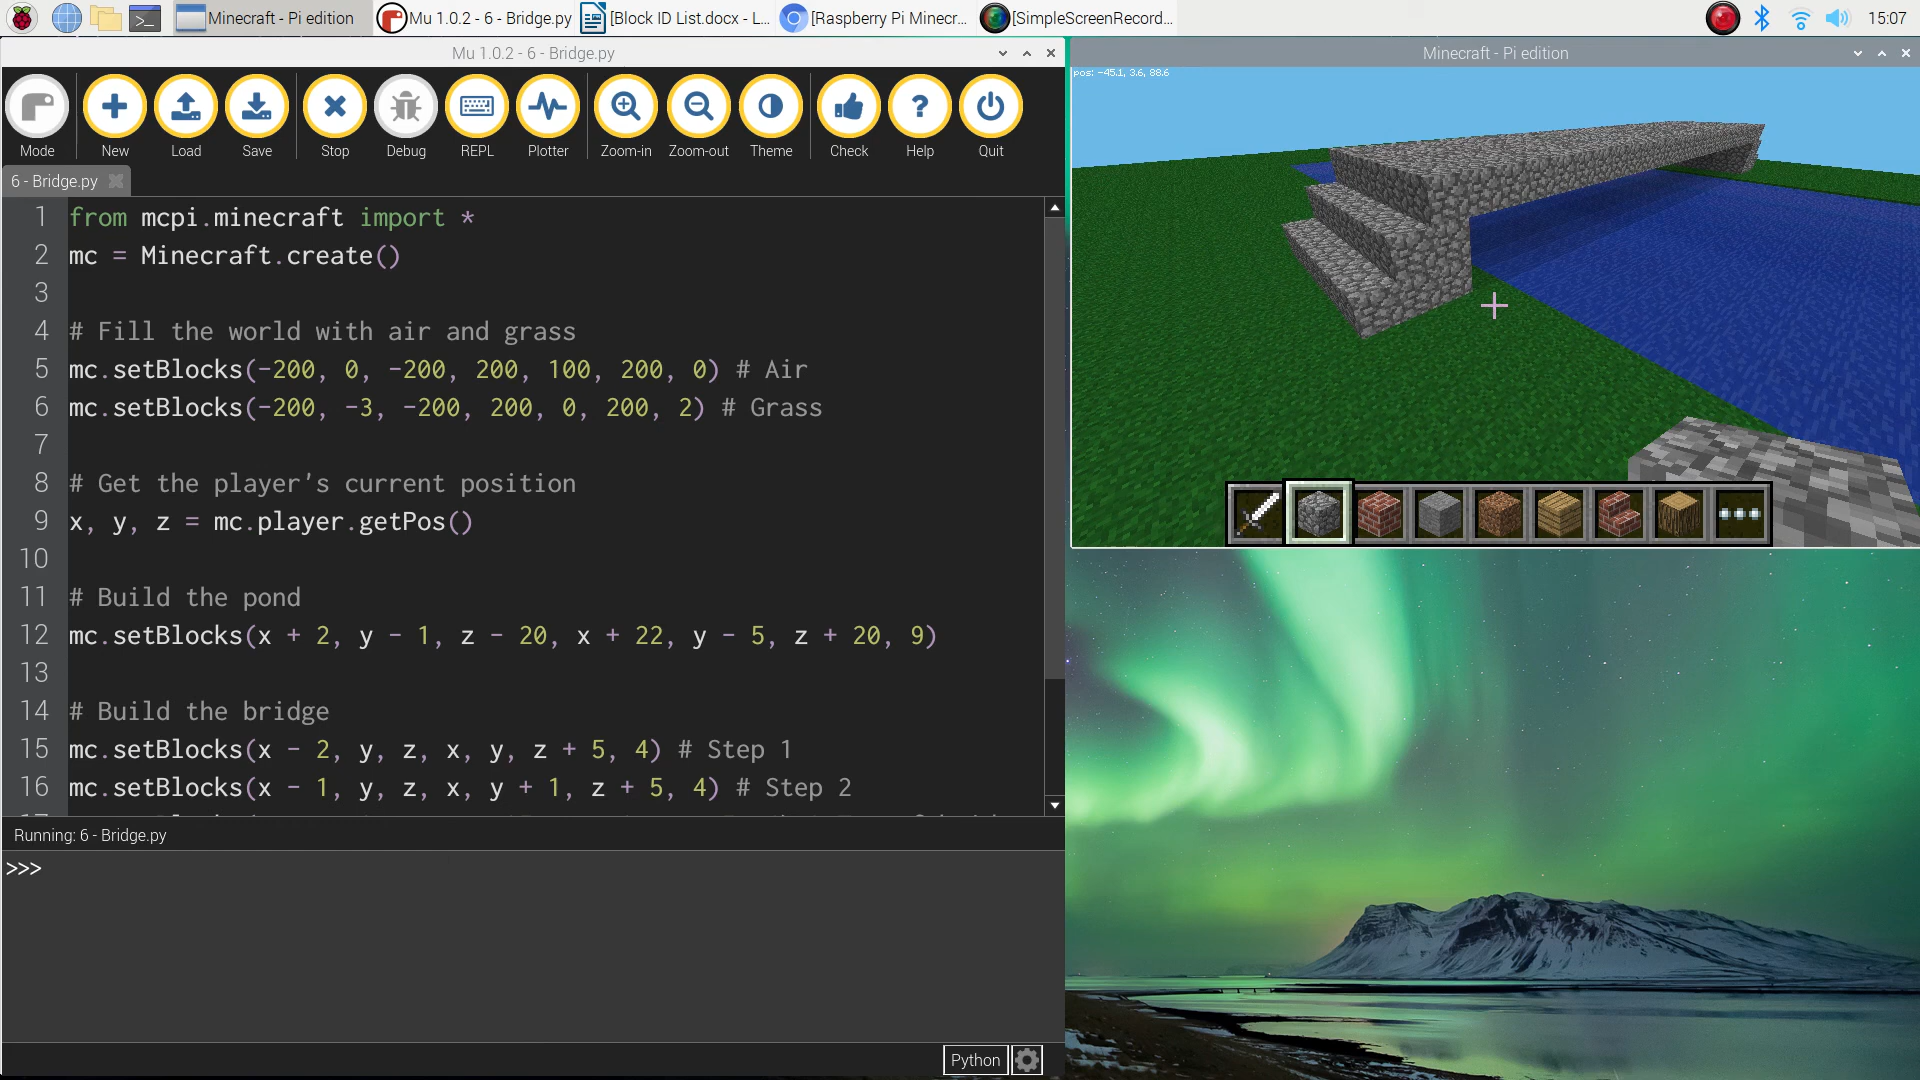 Minecraft - Pi edition
Mu 1.0.2 - 6 - Bridge.py
[Block ID List.docx - L...
[Raspberry Pi Minecr...
[SimpleScreenRecord...
15:07
Mu 1.0.2 - 6 - Bridge.py
Minecraft - Pi edition
pos: -45.1, 3.6, 88.6
Mode
New
Load
Save
Stop
Debug
REPL
Plotter
Zoom-in
Zoom-out
Theme
Check
Help
Quit
6 - Bridge.py
1 from mcpi.minecraft import *
2 mc = Minecraft.create()
3
4 # Fill the world with air and grass
5 mc.setBlocks(-200, 0, -200, 200, 100, 200, 0) # Air
6 mc.setBlocks(-200, -3, -200, 200, 0, 200, 2) # Grass
7
8 # Get the player's current position
9 x, y, z = mc.player.getPos()
10
11 # Build the pond
12 mc.setBlocks(x + 2, y - 1, z - 20, x + 22, y - 5, z + 20, 9)
13
14 # Build the bridge
15 mc.setBlocks(x - 2, y, z, x, y, z + 5, 4) # Step 1
16 mc.setBlocks(x - 1, y, z, x, y + 1, z + 5, 4) # Step 2
Running: 6 - Bridge.py
>>>
Python